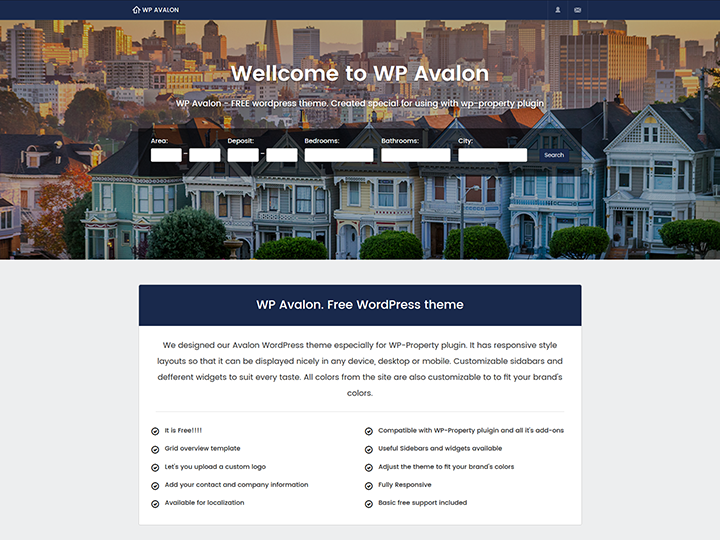 WP AVALON
Wellcome to WP Avalon
WP Avalon - FREE wordpress theme. Created special for using with wp-property plugin
Area: Deposit: Bedrooms: Bathrooms: City:
- - Search
WP Avalon. Free WordPress theme
We designed our Avalon WordPress theme especially for WP-Property plugin. It has responsive style
layouts so that it can be displayed nicely in any device, desktop or mobile. Customizable sidabars and
defferent widgets to suit every taste. All colors from the site are also customizable to to fit your brand's
colors.
It is Free!!!!
Grid overview template
Let's you upload a custom logo
Add your contact and company information
Available for localization
Compatible with WP-Property pluigin and all it's add-ons
Useful Sidebars and widgets available
Adjust the theme to fit your brand's colors
Fully Responsive
Basic free support included